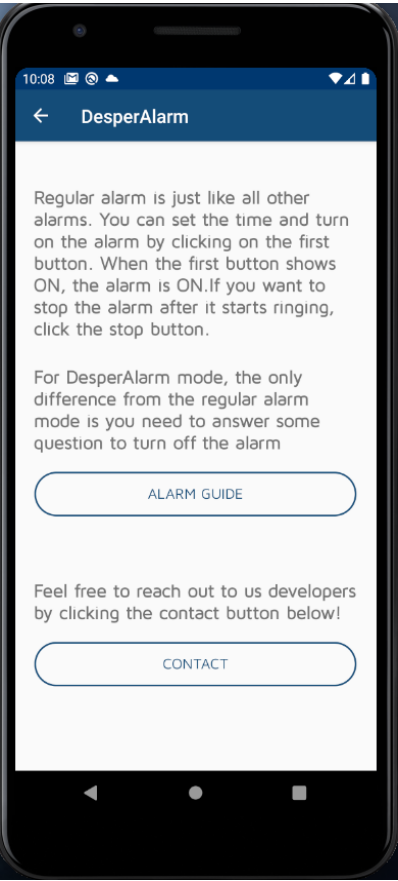 10:08
DesperAlarm
Regular alarm is just like all other
alarms. You can set the time and turn
on the alarm by clicking on the first
button. When the first button shows
ON, the alarm is ON.If you want to
stop the alarm after it starts ringing,
click the stop button.
For DesperAlarm mode, the only
difference from the regular alarm
mode is you need to answer some
question to turn off the alarm
ALARM GUIDE
Feel free to reach out to us developers
by clicking the contact button below!
CONTACT